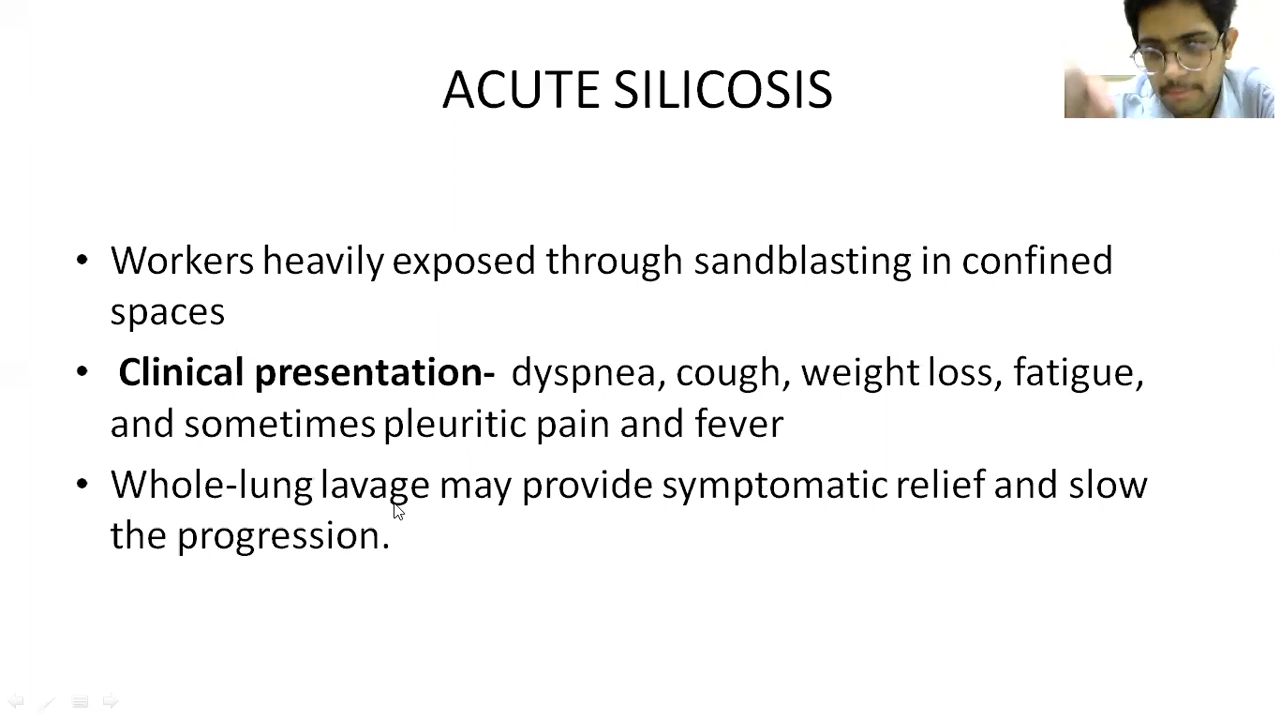 ACUTE SILICOSIS
• Workers heavily exposed through sandblasting in confined
spaces
• Clinical presentation- dyspnea, cough, weight loss, fatigue,
and sometimes pleuritic pain and fever
• Whole-lung lavage may provide symptomatic relief and slow
the progression.